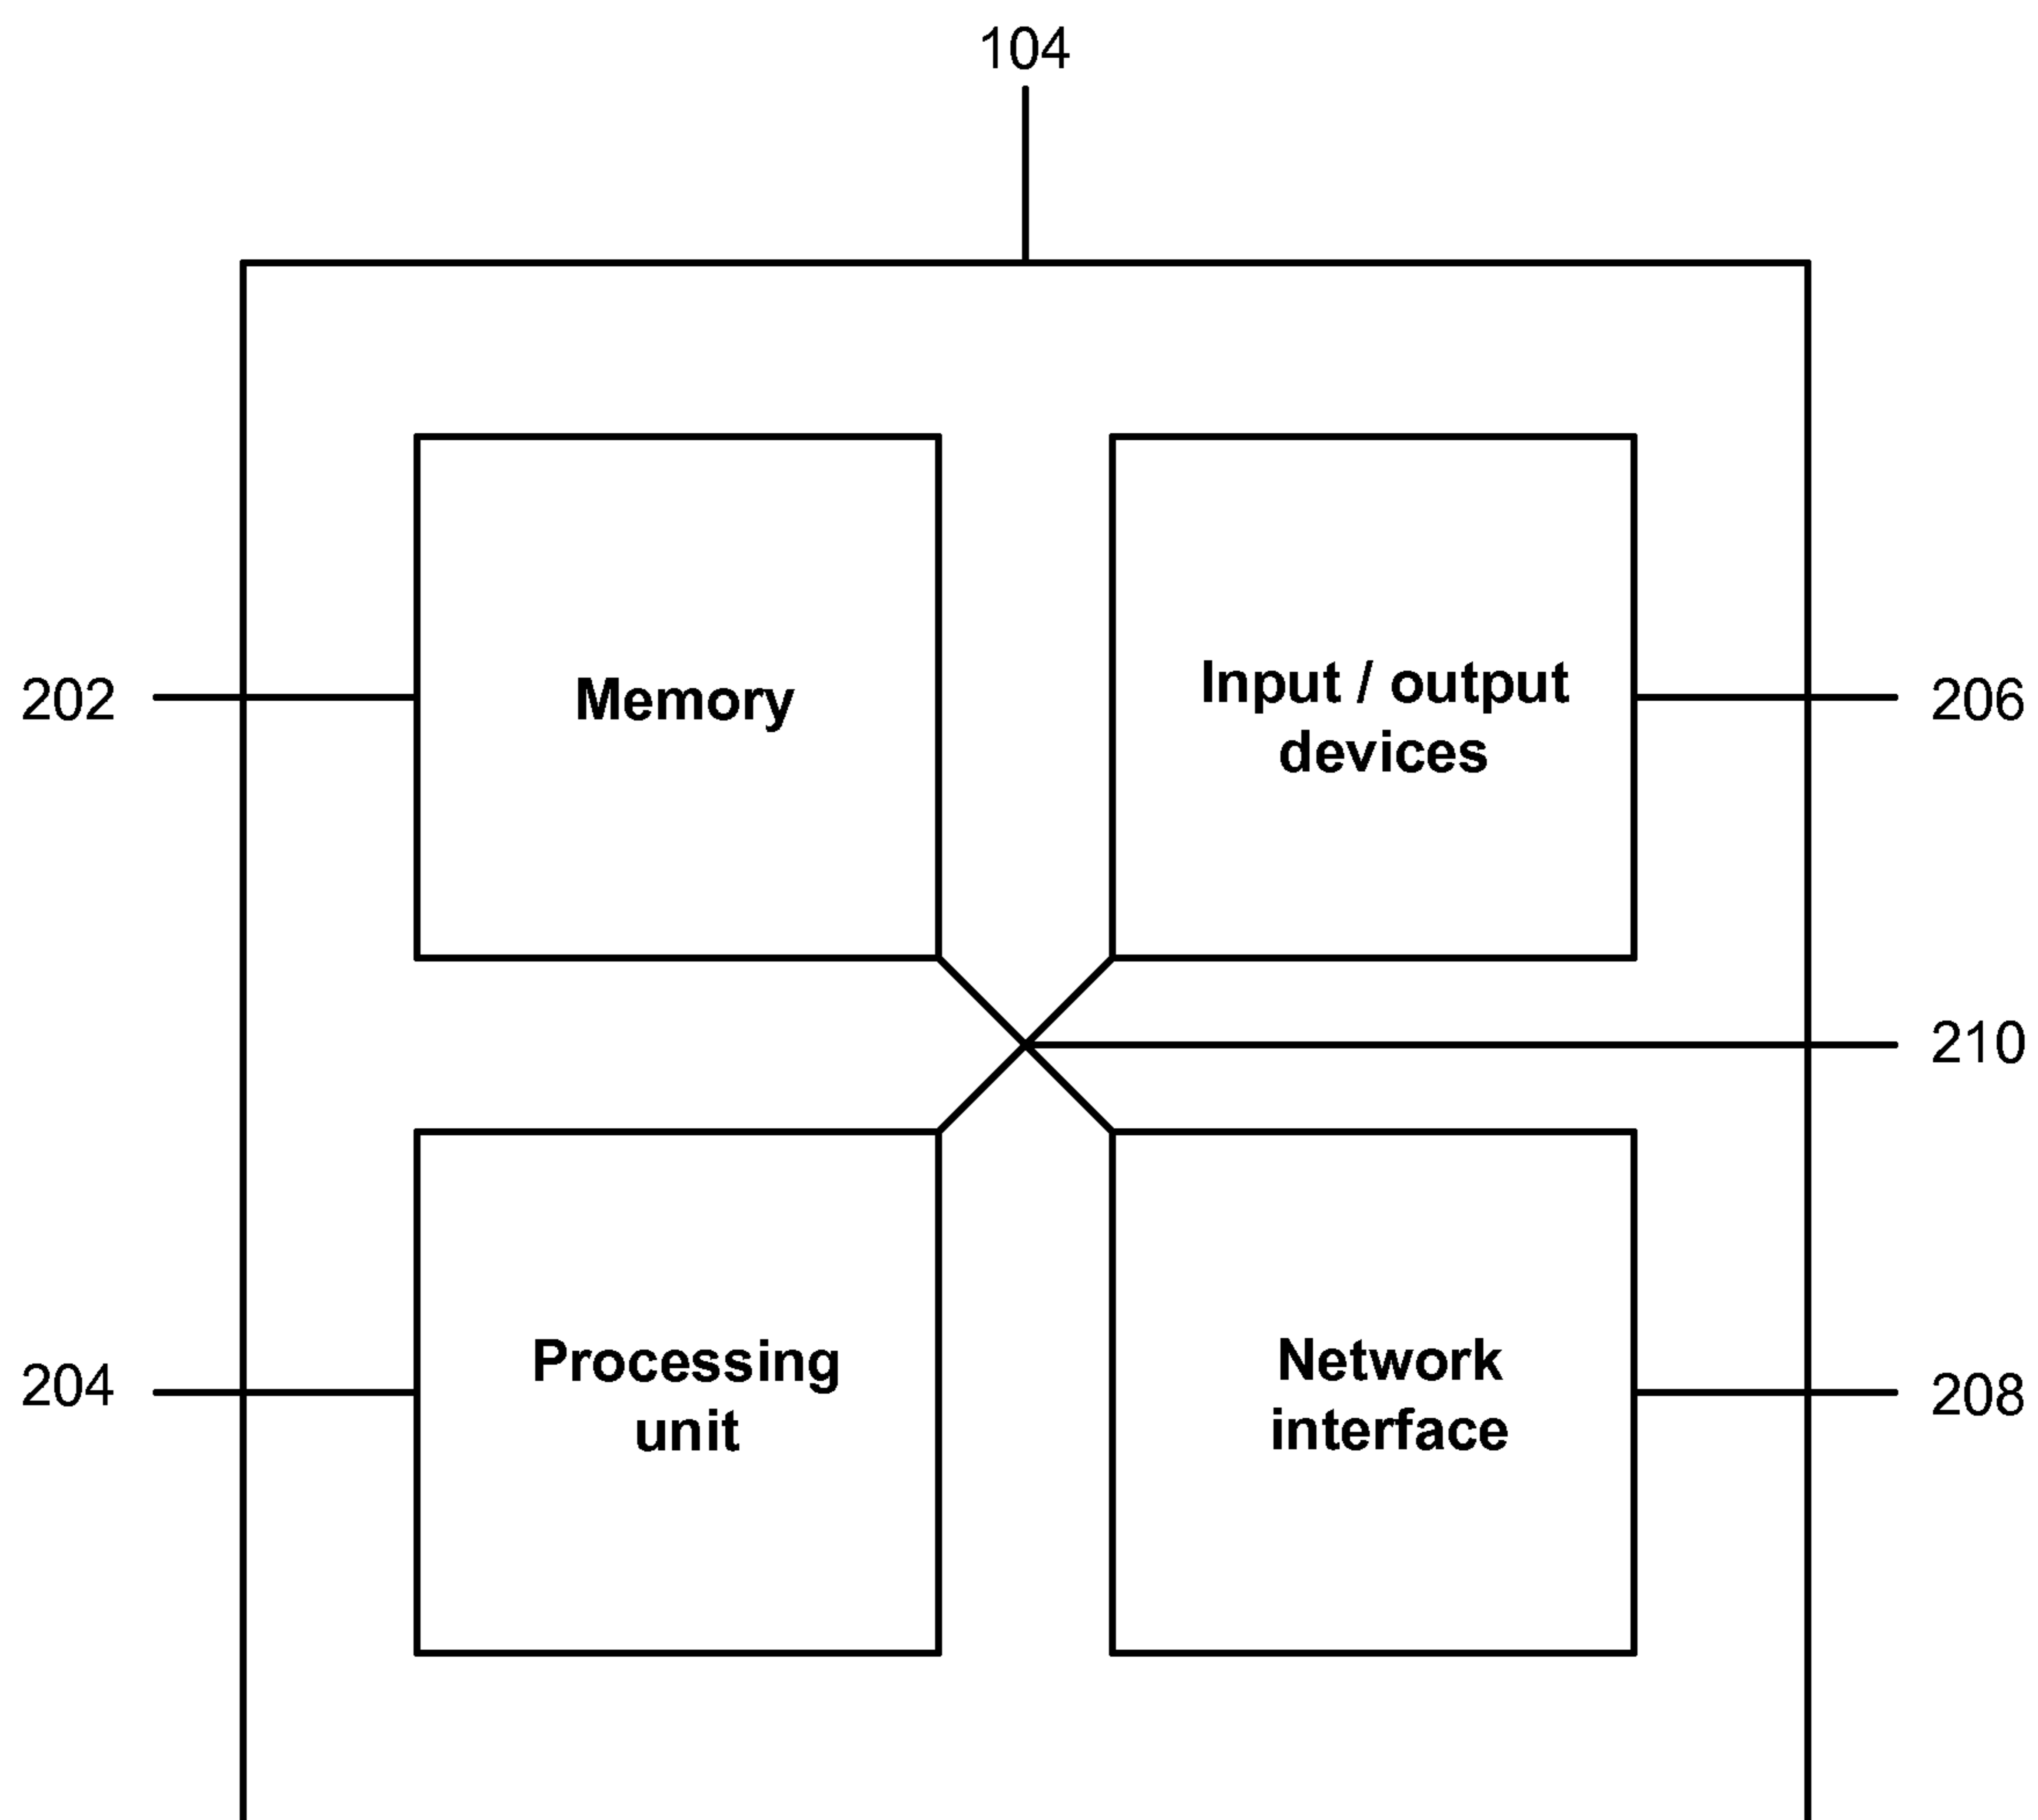 104
202
Memory
Input / output
devices
206
210
204
Processing
unit
Network
interface
208